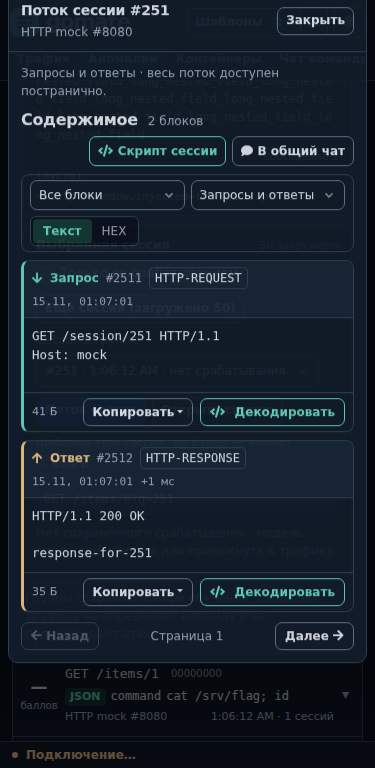 Поток сессии #251
Закрыть
HTTP mock #8080
Запросы и ответы · весь поток доступен
постранично.
Содержимое 2 блоков
</> Скрипт сессии
В общий чат
Все блоки
Запросы и ответы
Текст
HEX
↓ Запрос #2511 HTTP-REQUEST
15.11, 01:07:01
GET /session/251 HTTP/1.1
Host: mock
41 Б
Копировать
</> Декодировать
↑ Ответ #2512 HTTP-RESPONSE
15.11, 01:07:01 +1 мс
HTTP/1.1 200 OK
response-for-251
35 Б
Копировать
</> Декодировать
← Назад
Страница 1
Далее →
GET /items/1 00000000
—
баллов
JSON command cat /srv/flag; id
HTTP mock #8080
1:06:12 AM · 1 сессий
Подключение…